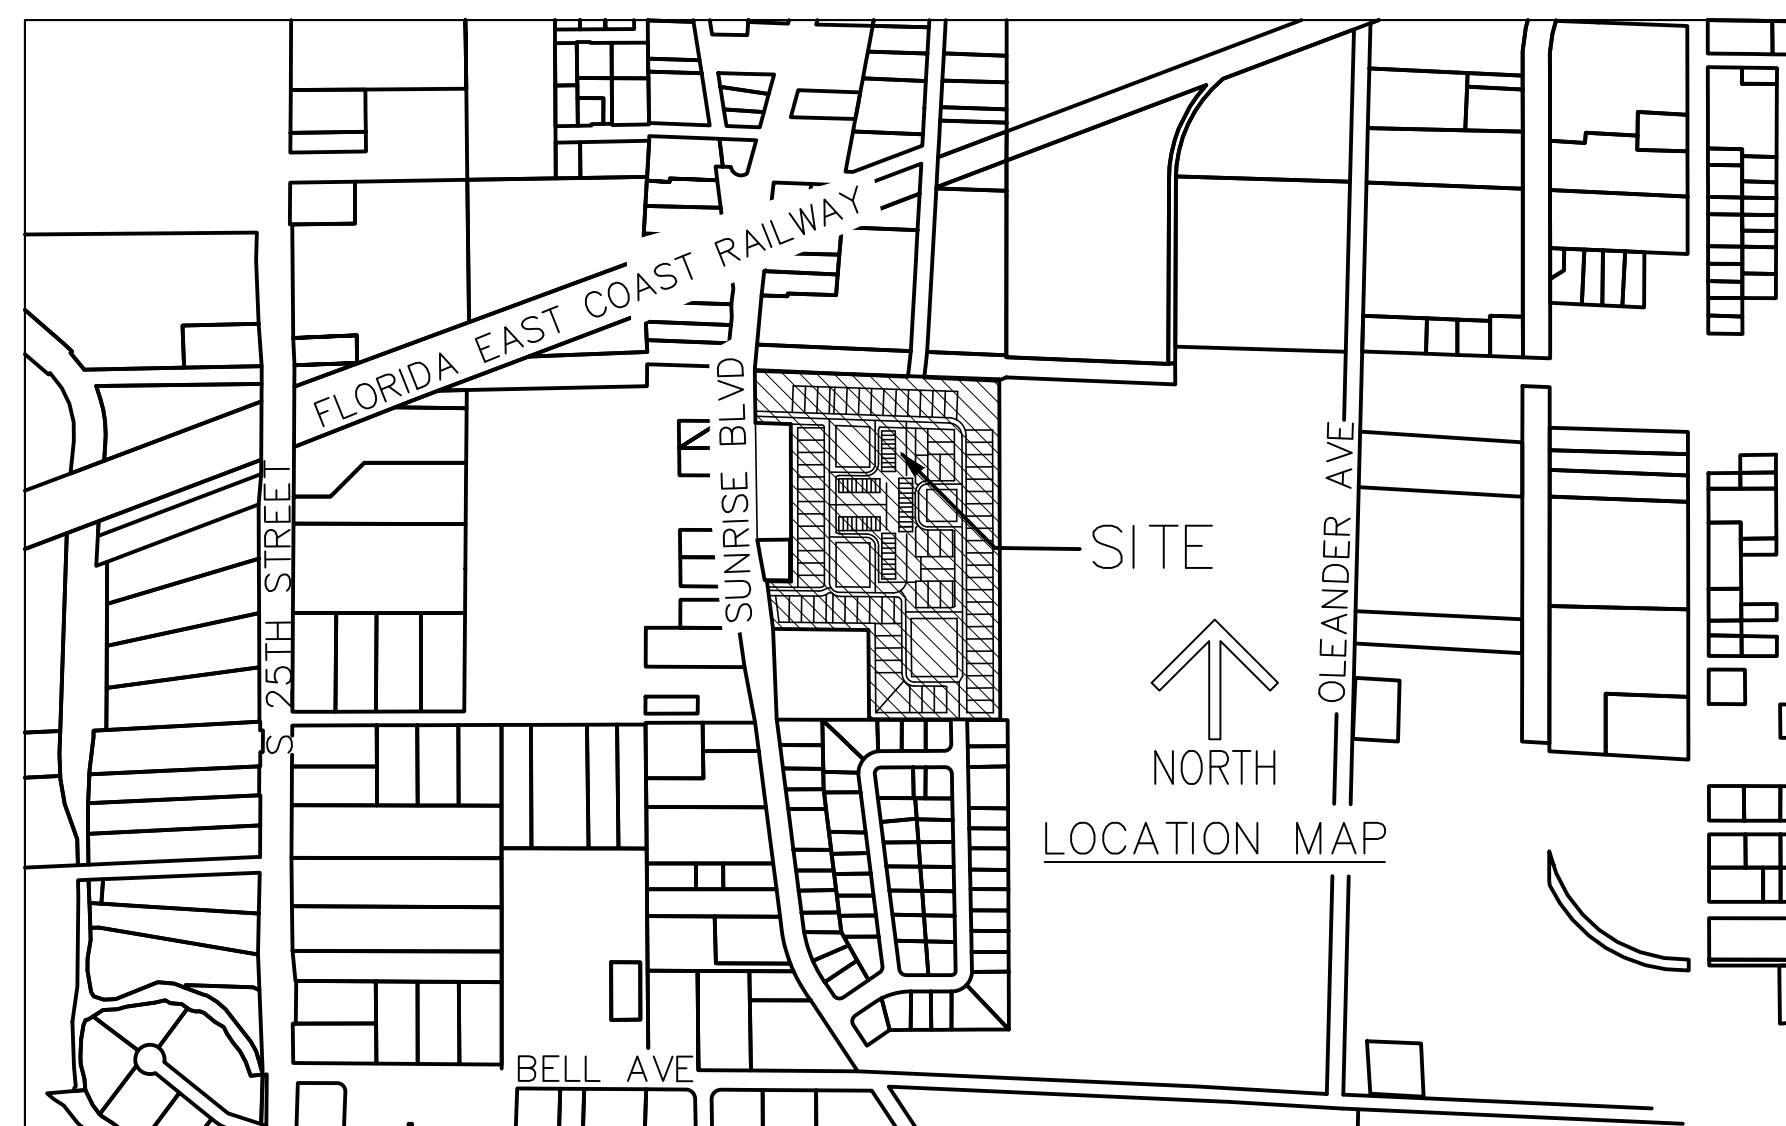 FLORIDA EAST COAST RAILWAY
SUNRISE BLVD
S 25TH STREET
OLEANDER AVE
SITE
NORTH
LOCATION MAP
BELL AVE